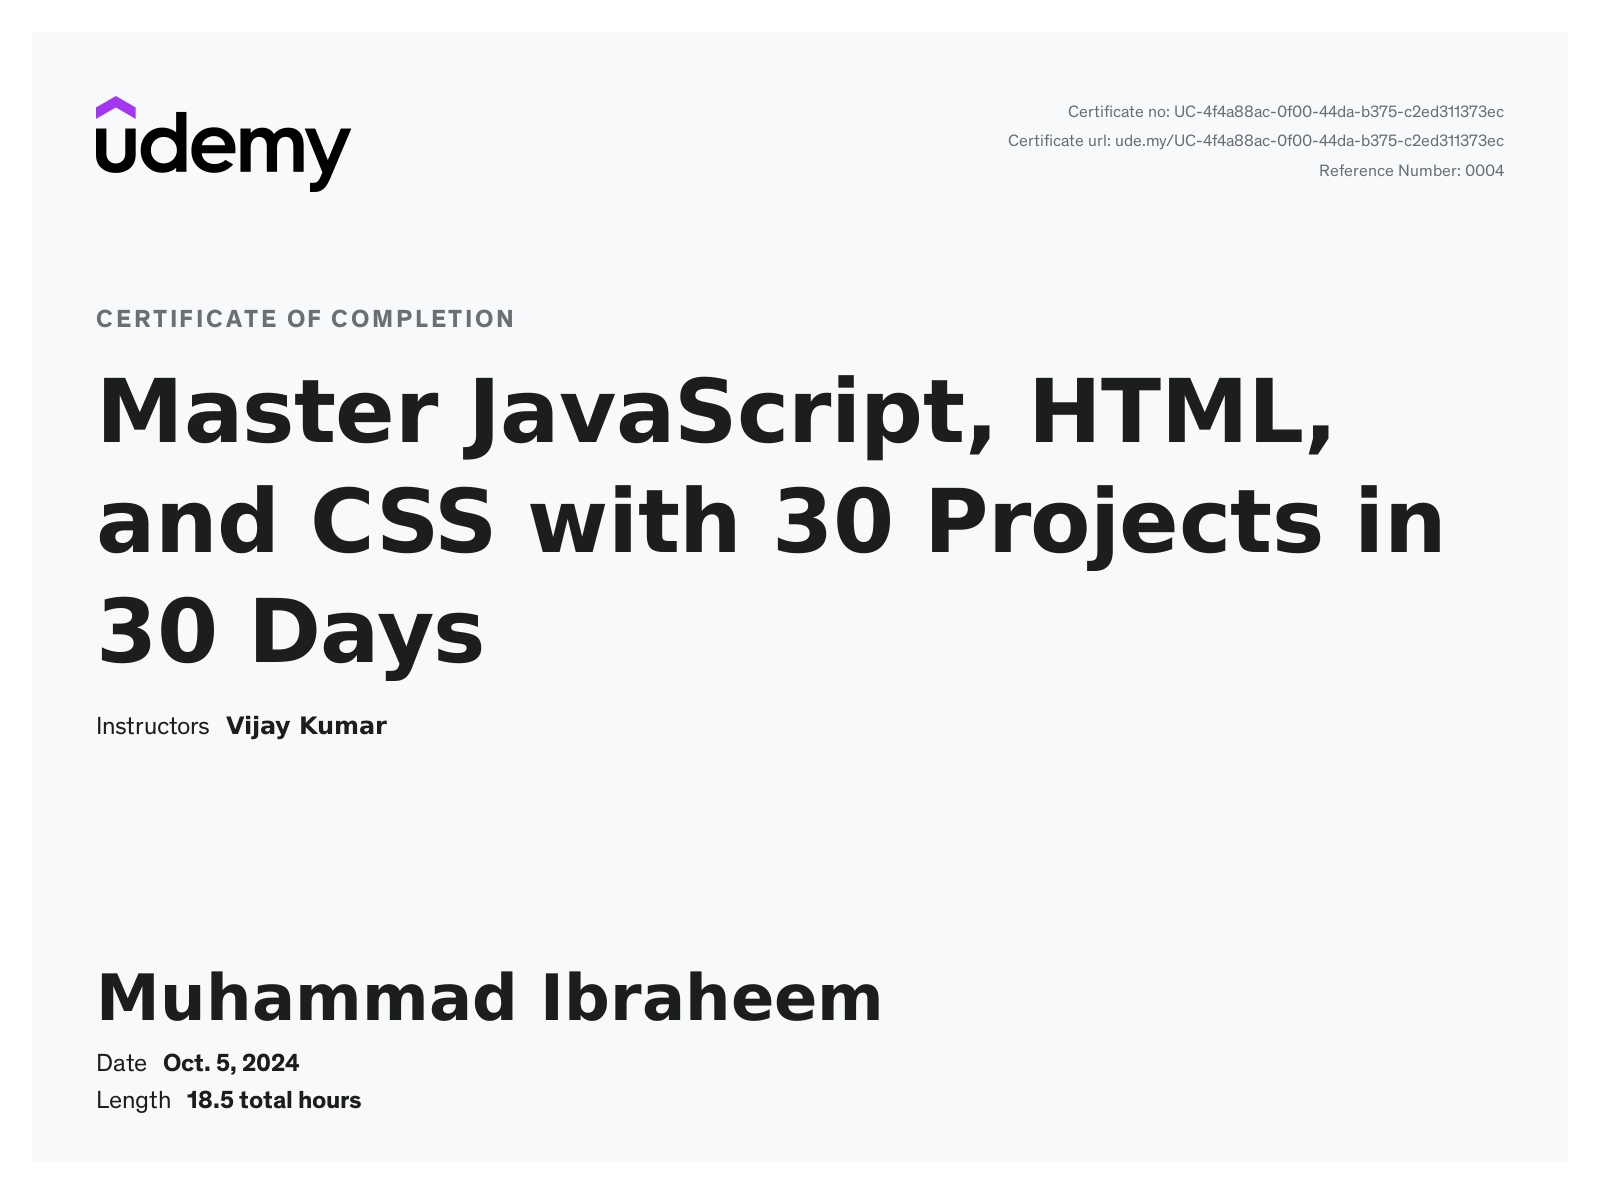 udemy
Certificate no: UC-4f4a88ac-0f00-44da-b375-c2ed311373ec
Certificate url: ude.my/UC-4f4a88ac-0f00-44da-b375-c2ed311373ec
Reference Number: 0004
CERTIFICATE OF COMPLETION
Master JavaScript, HTML,
and CSS with 30 Projects in
30 Days
Instructors Vijay Kumar
Muhammad Ibraheem
Date Oct. 5, 2024
Length 18.5 total hours